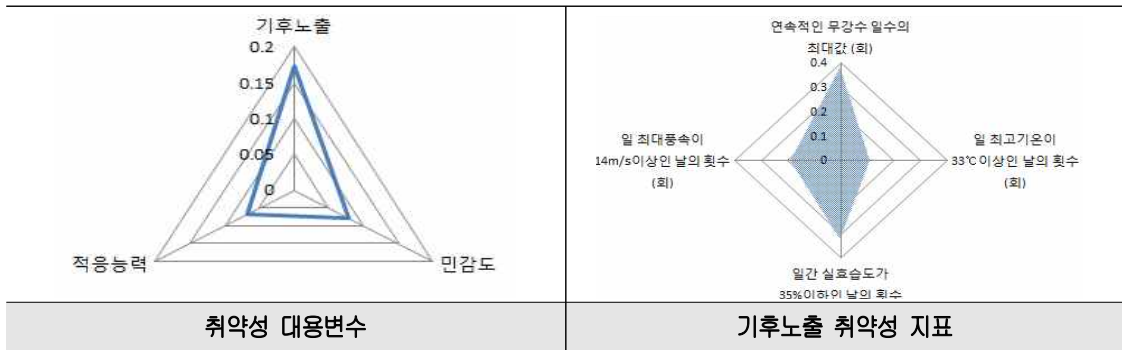 기후노출
0.2
0.15
0.1
0.05
0
적응능력
민감도
연속적인 무강수 일수의
최대값 (회)
0.4
0.3
0.2
0.1
0
일 최대풍속이
14m/s이상인 날의 횟수
(회)
일 최고기온이
33℃ 이상인 날의 횟수
(회)
일간 실효습도가
35%이하인 날의 횟수
취약성 대용변수
기후노출 취약성 지표